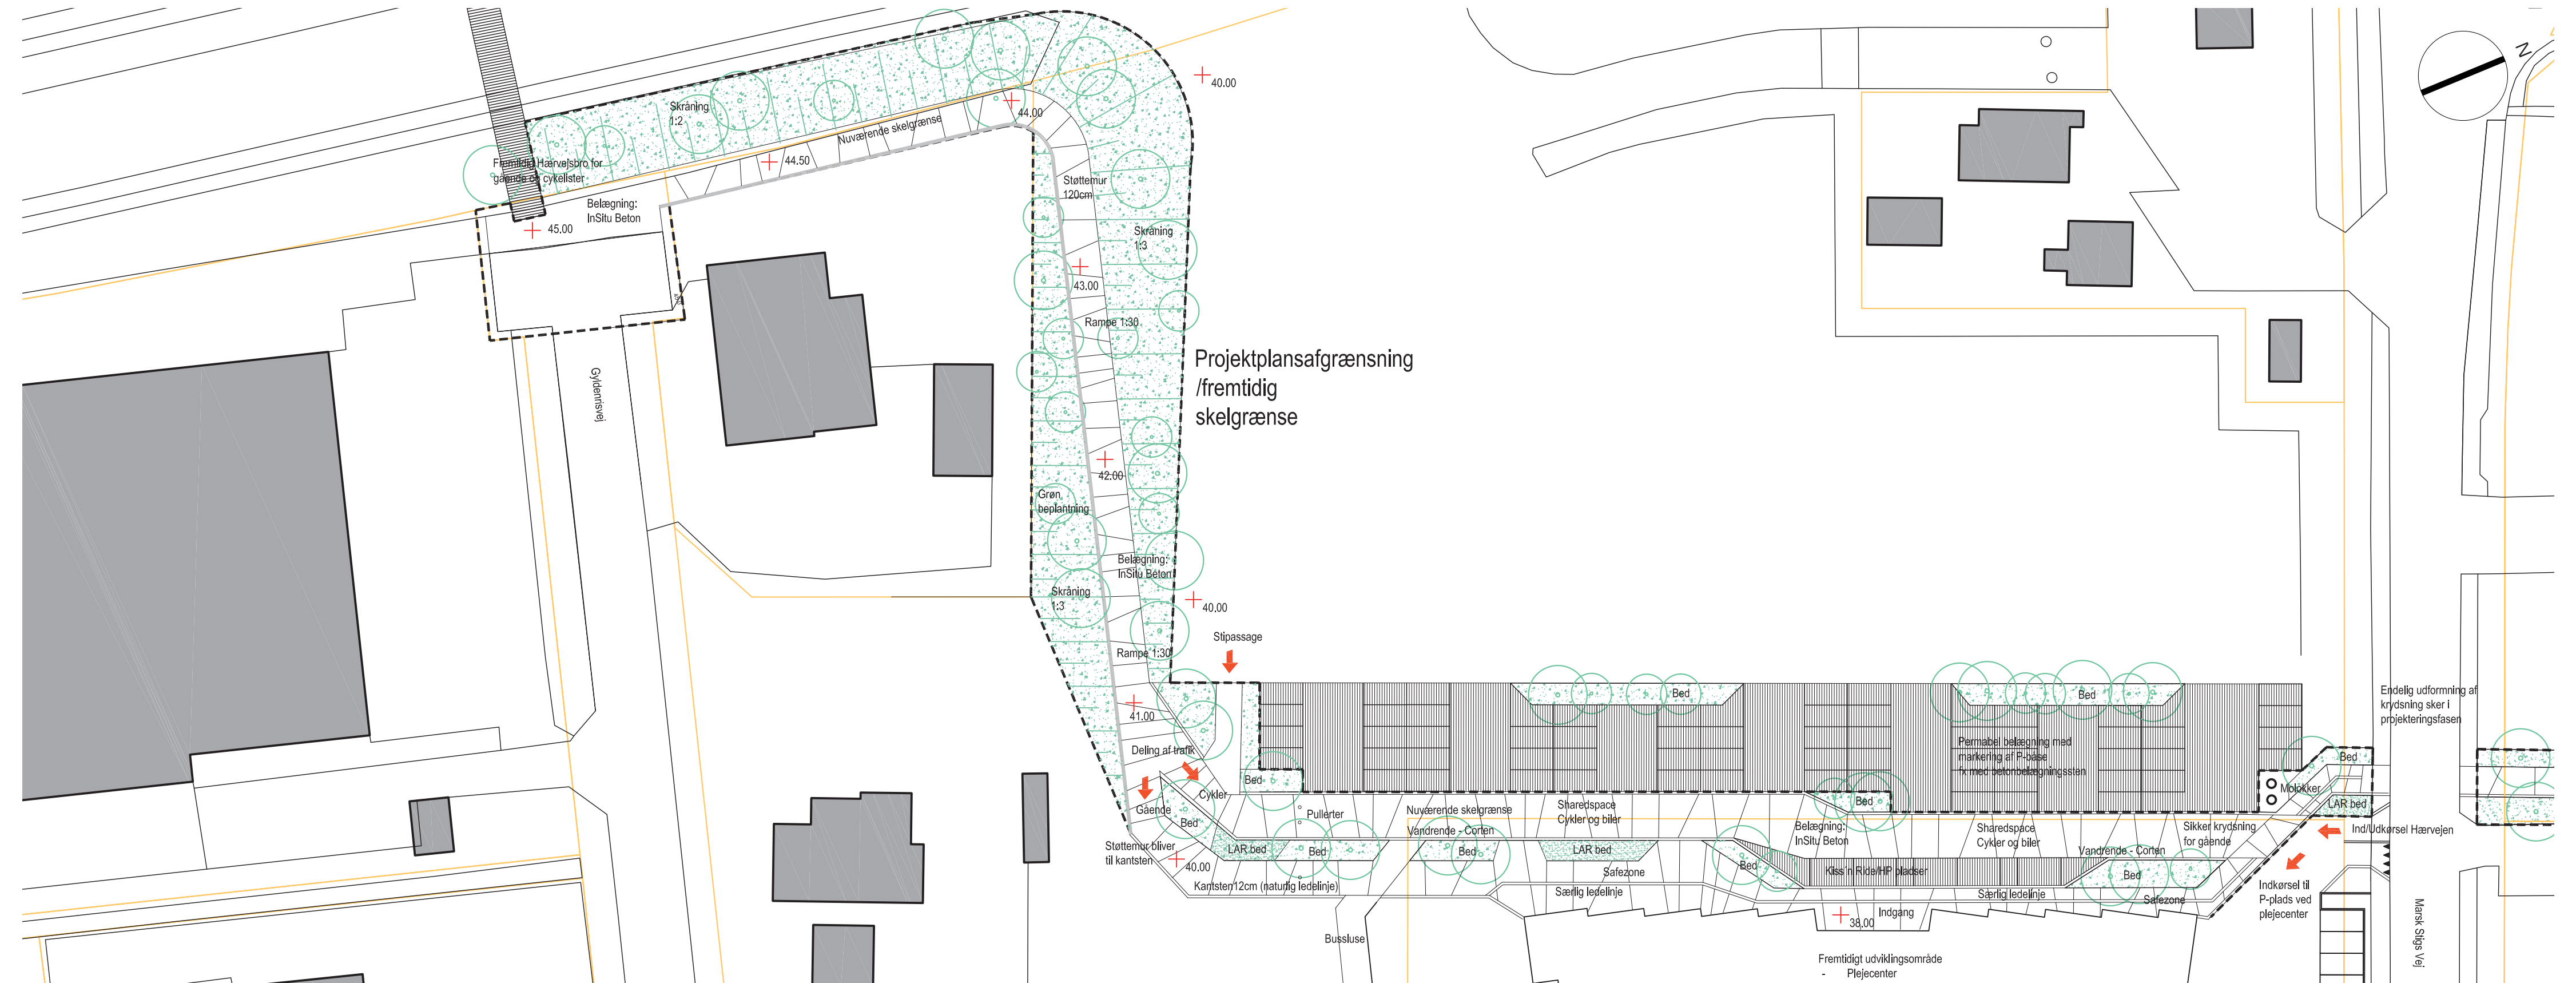 N
40.00
Skråning
1:2
44.00
Nuværende skelgrænse
44.50
Fremtidig Hærvejsbro for
gående og cykelister
Støttemur
120cm
Belægning:
InSitu Beton
45.00
Skråning
1:3
43.00
Rampe 1:30
Projektplansafgrænsning
/fremtidig
skelgrænse
Gyldenrisvej
42.00
Grøn
beplantning
Belægning:
InSitu Beton
Skråning
1:3
40.00
Stipassage
Rampe 1:30
41.00
Deling af trafik
Bed
Bed
Endelig udformning af
krydsning sker i
projekteringsfasen
Permabel belægning med
markering af P-båse
fx med betonbelægningssten
Bed
Bed
Molokker
LAR bed
Cykler
Gående
Bed
Pullerter
Nuværende skelgrænse
Sharedspace
Cykler og biler
Bed
Vandrende - Corten
Belægning:
InSitu Beton
Sharedspace
Cykler og biler
Sikker krydsning
for gående
Ind/Udkørsel Hærvejen
Støttemur bliver
til kantsten
LAR bed
Bed
Bed
LAR bed
Vandrende - Corten
40.00
Safezone
Bed
Kiss'n Ride/HP pladser
Bed
Kantsten12cm (naturlig ledelinje)
Særlig ledelinje
Særlig ledelinje
Safezone
Indkørsel til
P-plads ved
plejecenter
Indgang
38,00
Bussluse
Marsk Stigs Vej
Fremtidigt udviklingsområde
- Plejecenter